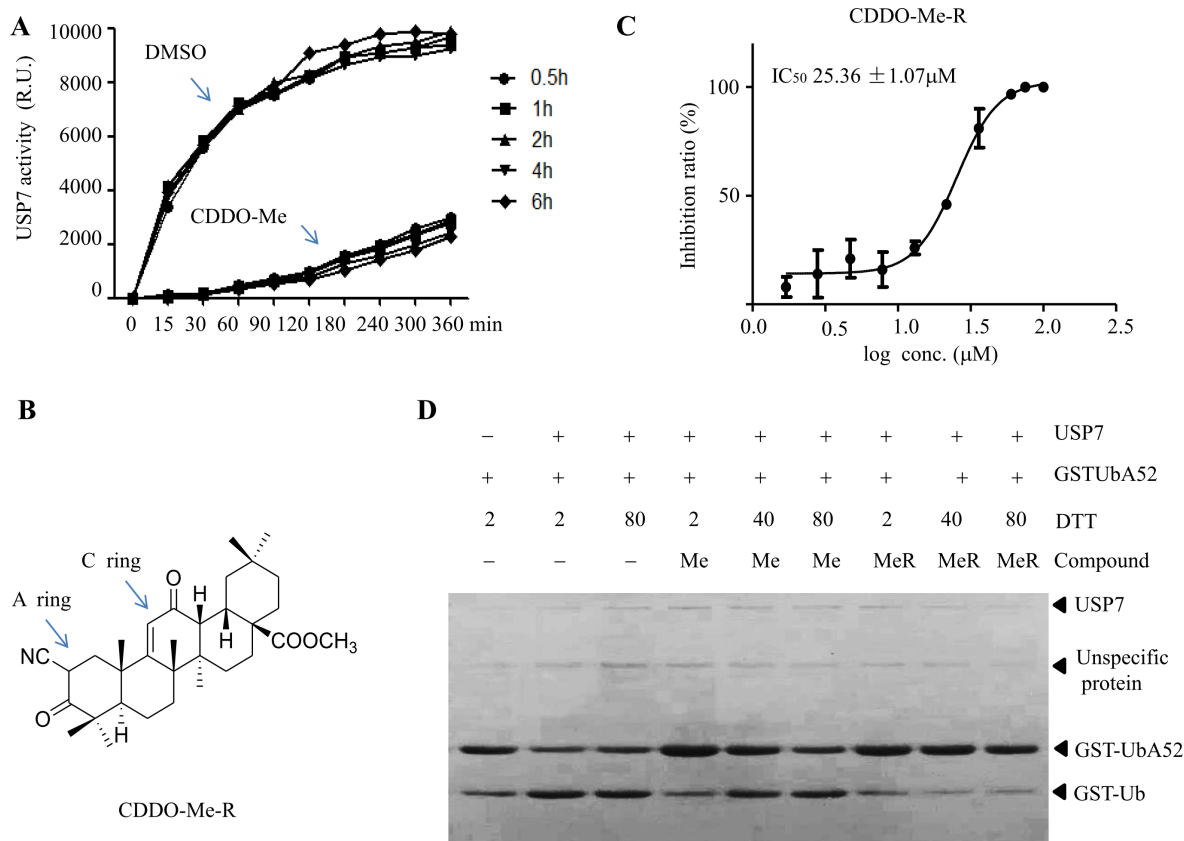 A
USP7 activity (R.U.)
10000
8000
6000
4000
2000
0
DMSO
CDDO-Me
0 15 30 60 90 120 180 240 300 360 min
0.5h
1h
2h
4h
6h
B
A ring
C ring
O
H
H
COOCH3
NC
O
H
CDDO-Me-R
C
CDDO-Me-R
IC50 25.36 ±1.07μM
Inhibition ratio (%)
100
50
0.0 0.5 1.0 1.5 2.0 2.5
log conc. (μM)
D
– + + + + + + + + USP7
+ + + + + + + + + GSTUbA52
2 2 80 2 40 80 2 40 80 DTT
– – – Me Me Me MeR MeR MeR Compound
USP7
Unspecific
protein
GST-UbA52
GST-Ub